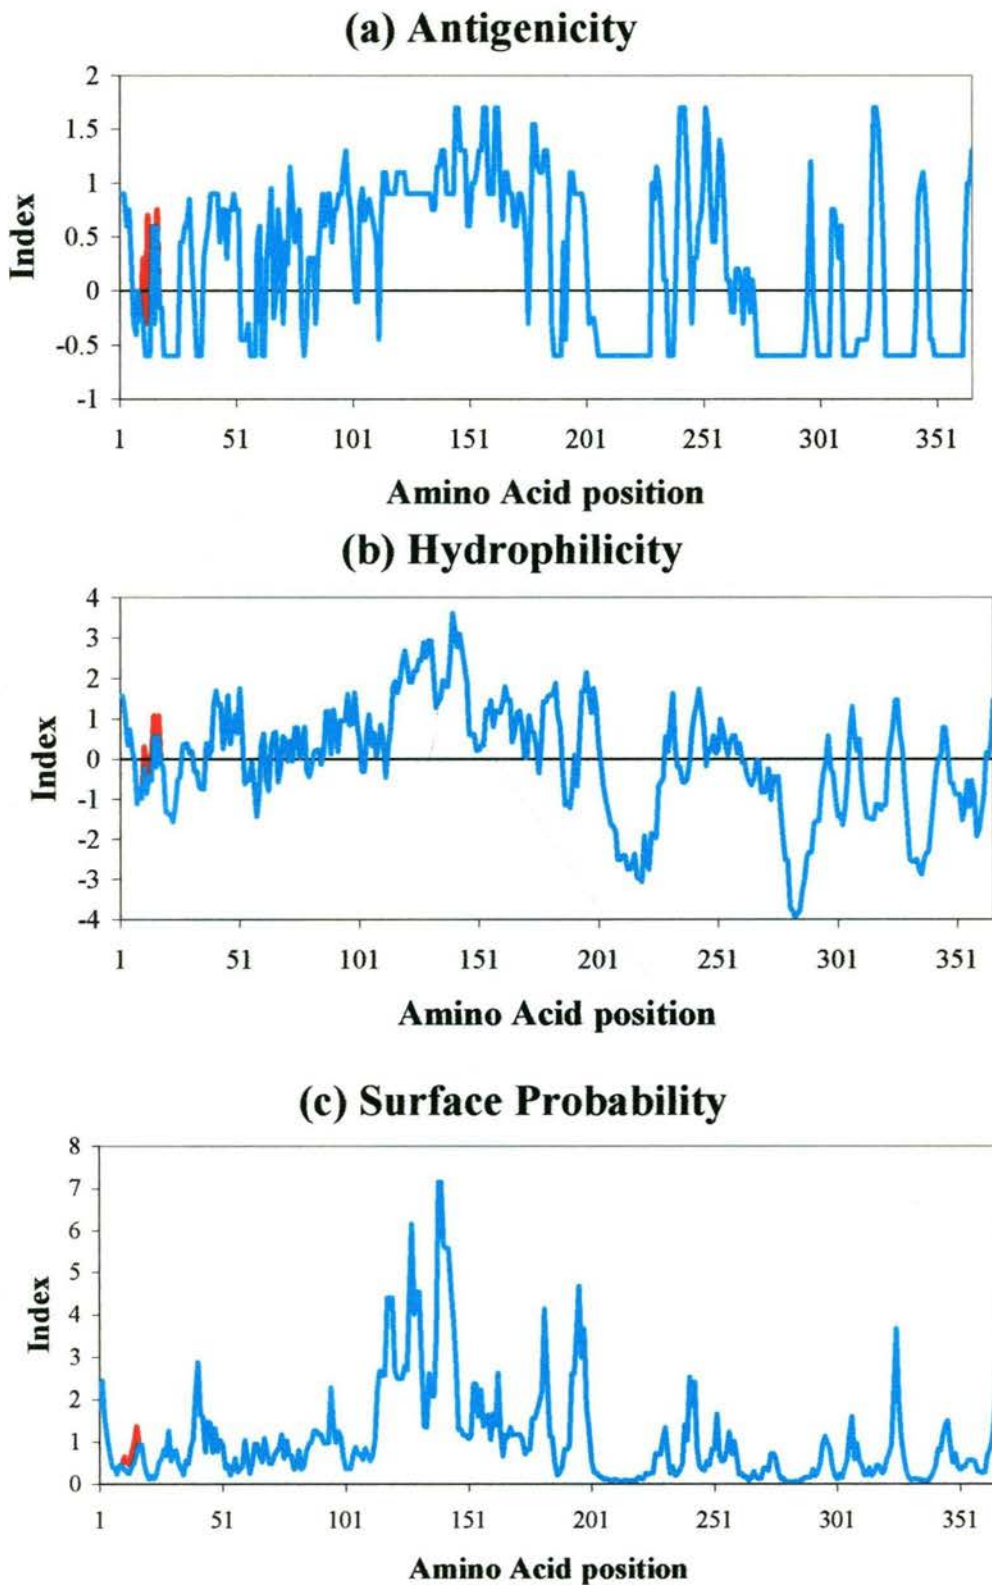 (a) Antigenicity
2
1.5
1
0.5
0
-0.5
-1
Index
1 51 101 151 201 251 301 351
Amino Acid position
(b) Hydrophilicity
4
3
2
1
0
-1
-2
-3
-4
Index
1 51 101 151 201 251 301 351
Amino Acid position
(c) Surface Probability
8
7
6
5
4
3
2
1
0
Index
1 51 101 151 201 251 301 351
Amino Acid position